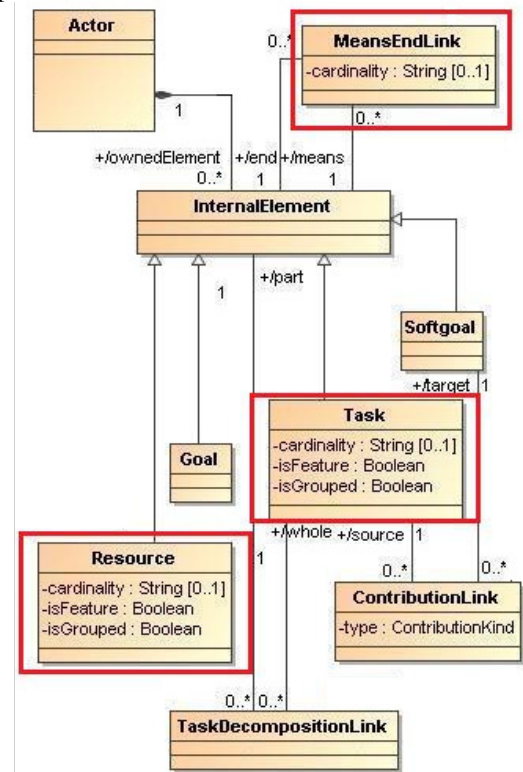 Actor
0..*
MeansEndLink
-cardinality : String [0..1]
1
0..*
+/ownedElement +/end +/means
0..* 1 1
InternalElement
+/part
1
Softgoal
+/target 1
Task
-cardinality : String [0..1]
-isFeature : Boolean
-isGrouped : Boolean
Goal
+/whole +/source 1
Resource
1
-cardinality : String [0..1]
-isFeature : Boolean
-isGrouped : Boolean
0..* 0..*
ContributionLink
-type : ContributionKind
0..* 0..*
TaskDecompositionLink